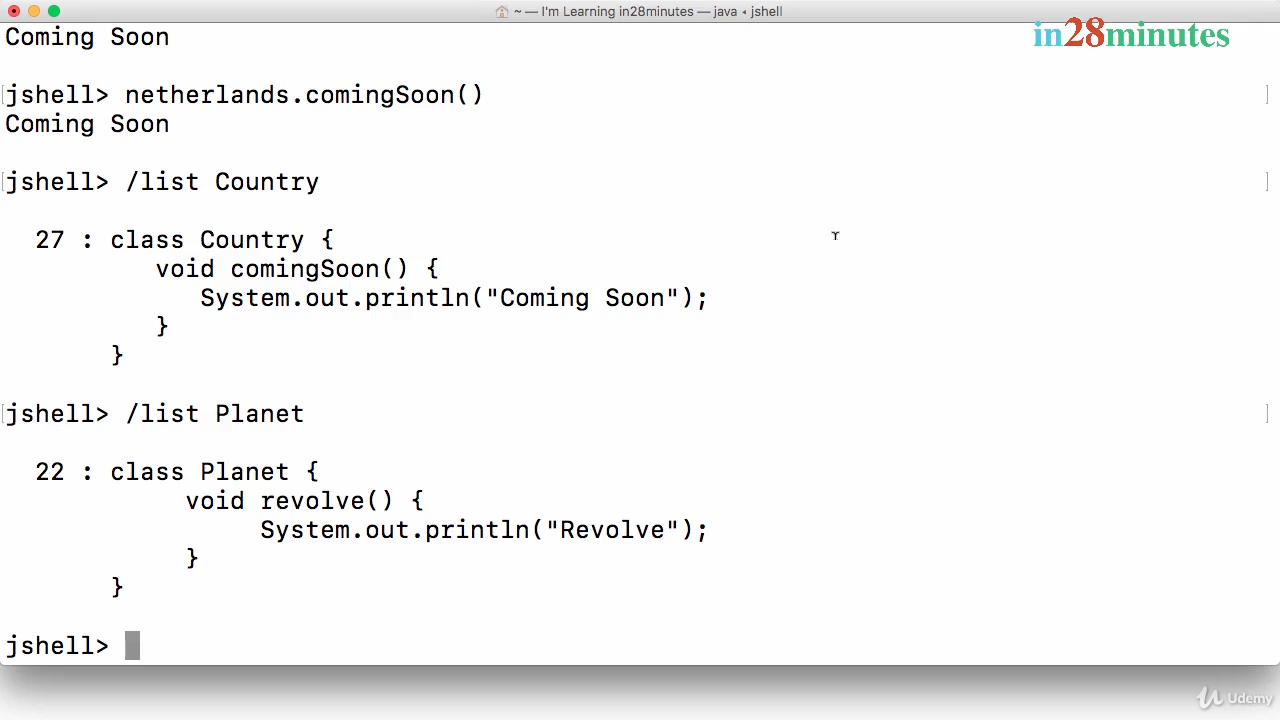 ~ — I'm Learning in28minutes — java ◂ jshell
in28minutes
Coming Soon
jshell> netherlands.comingSoon()
Coming Soon
jshell> /list Country
27 : class Country {
void comingSoon() {
System.out.println("Coming Soon");
}
}
jshell> /list Planet
22 : class Planet {
void revolve() {
System.out.println("Revolve");
}
}
jshell>
Udemy